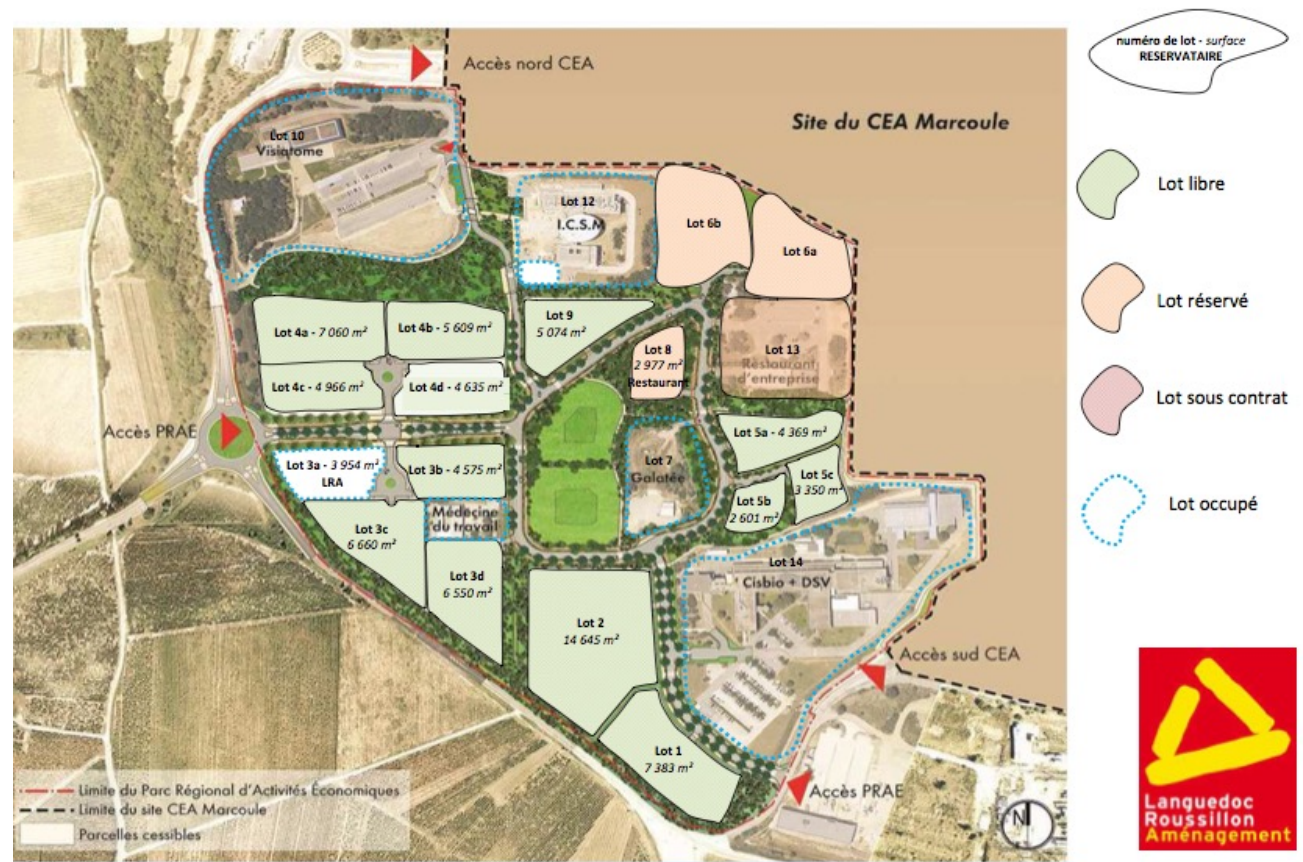 numéro de lot - surface
RESERVATAIRE
Accès nord CEA
Site du CEA Marcoule
Lot 10
Visiatome
Lot libre
Lot 12
I.C.S.M
Lot 6b
Lot 6a
Lot réservé
Lot 4a - 7 060 m²
Lot 4b - 5 609 m²
Lot 9
5 074 m²
Lot 8
2 977 m²
Restaurant
Lot 13
Restaurant
d'entreprise
Lot 4c - 4 966 m²
Lot 4d - 4 635 m²
Lot sous contrat
Accès PRAE
Lot 5a - 4 369 m²
Lot 3a - 3 954 m²
LRA
Lot 3b - 4 575 m²
Lot 7
Galatée
Lot 5c
3 350 m²
Lot 5b
2 601 m²
Lot occupé
Médecine
du travail
Lot 3c
6 660 m²
Lot 3d
6 550 m²
Lot 14
Cisbio + DSV
Lot 2
14 645 m²
Accès sud CEA
Lot 1
7 383 m²
Accès PRAE
Limite du Parc Régional d'Activités Économiques
Limite du site CEA Marcoule
Parcelles cessibles
N
Languedoc
Roussillon
Aménagement